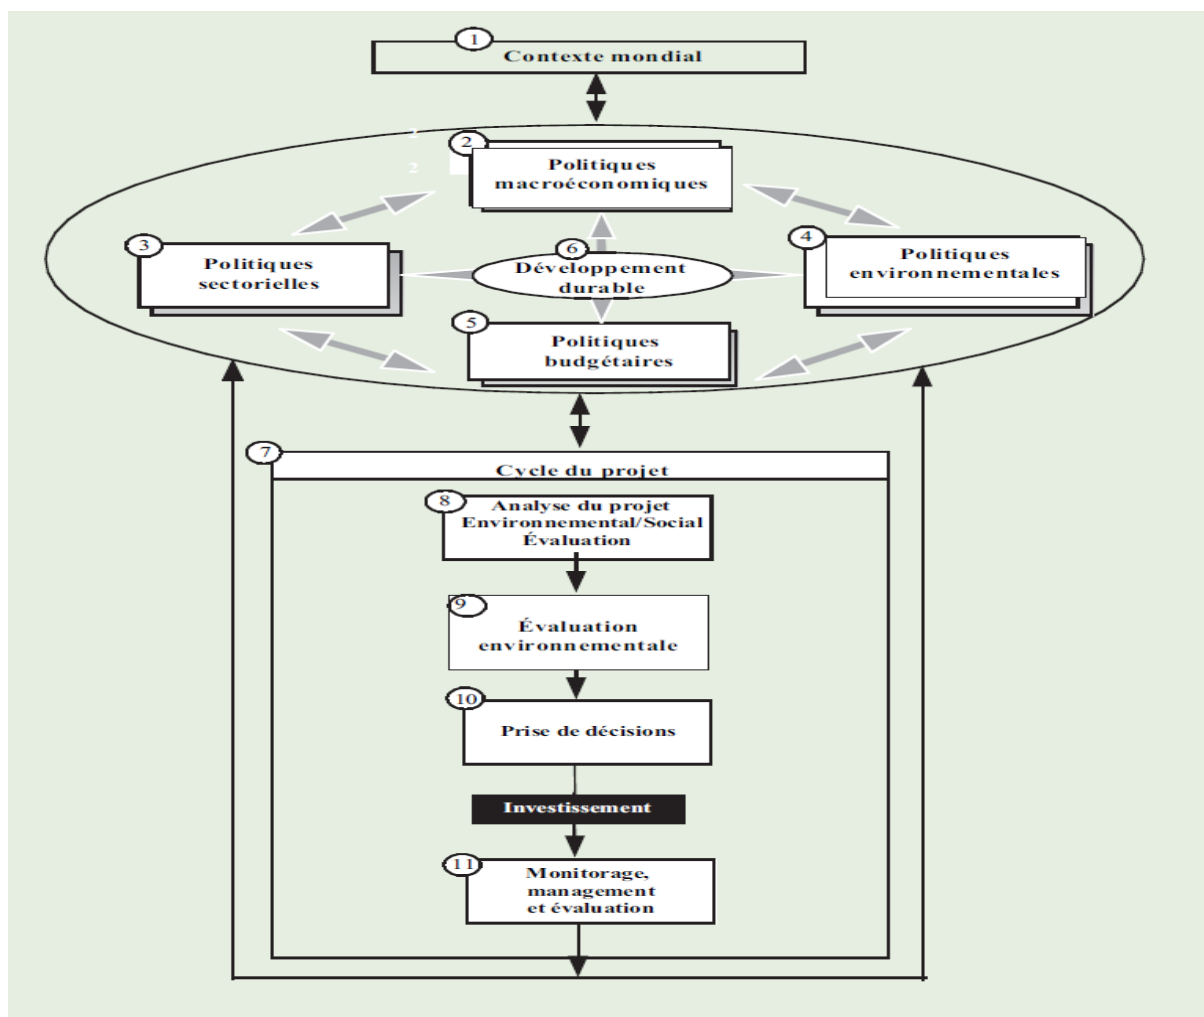 1
Contexte mondial
2
2
2
Politiques
macroéconomiques
3
Politiques
sectorielles
6
Développement
durable
4
Politiques
environnementales
5
Politiques
budgétaires
7
Cycle du projet
8
Analyse du projet
Environnemental/Social
Évaluation
9
Évaluation
environnementale
10
Prise de décisions
Investissement
11
Monitorage,
management
et évaluation